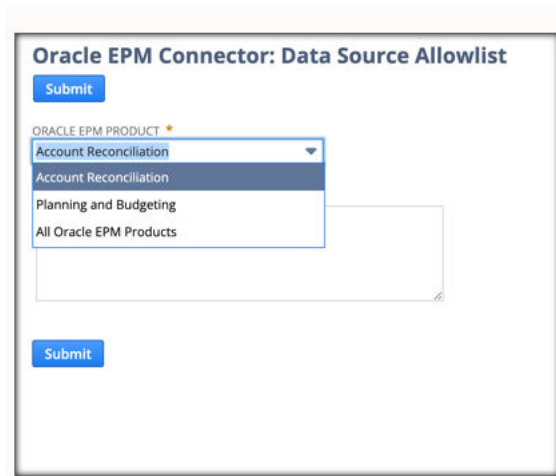 Oracle EPM Connector: Data Source Allowlist
Submit
ORACLE EPM PRODUCT *
Account Reconciliation
Account Reconciliation
Planning and Budgeting
All Oracle EPM Products
Submit